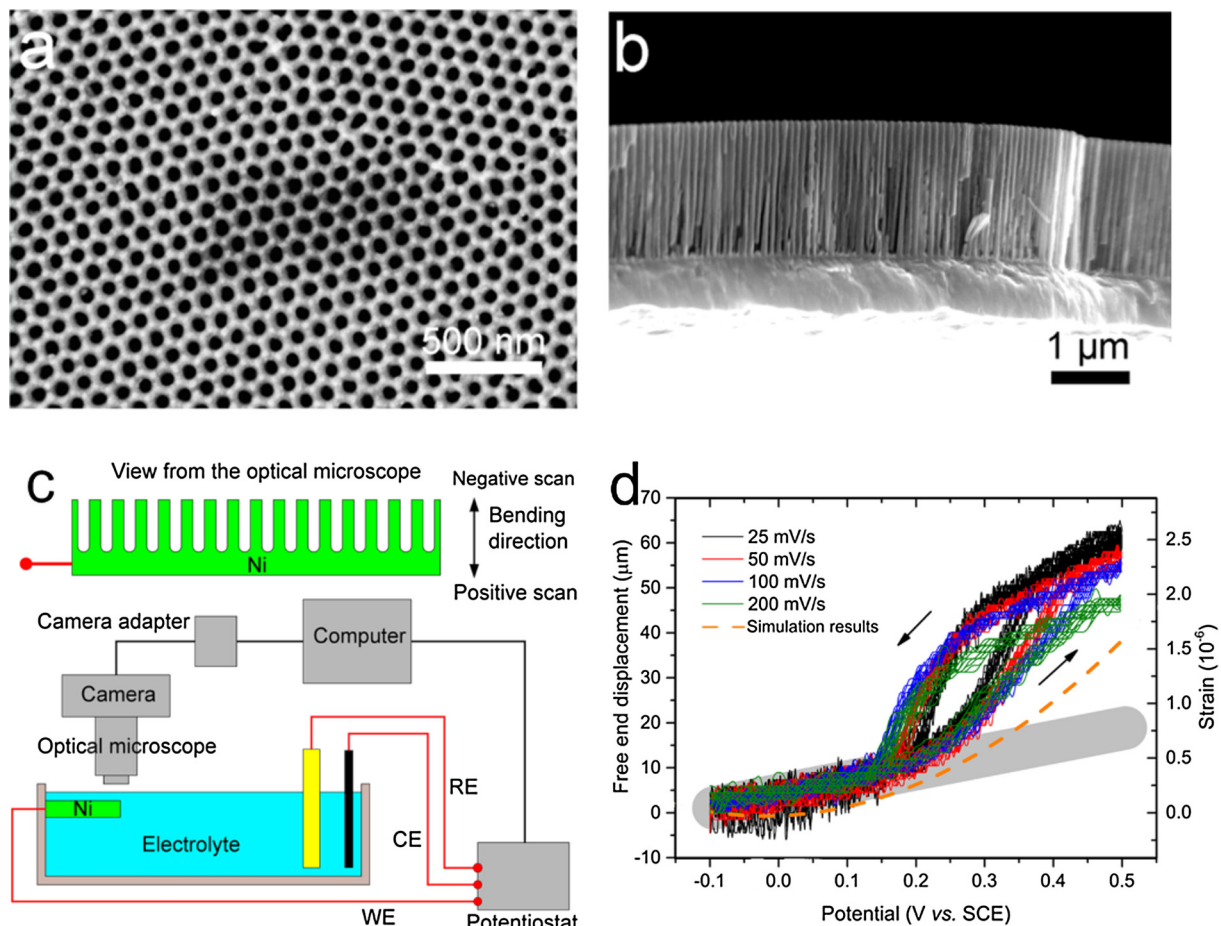 a
500 nm
b
1 µm
c
View from the optical microscope
Negative scan
Bending
direction
Ni
Positive scan
Camera adapter
Computer
Camera
Optical microscope
Ni
Electrolyte
RE
CE
WE
Potentiostat
d
70
60
50
40
30
20
10
0
-10
Free end displacement (µm)
25 mV/s
50 mV/s
100 mV/s
200 mV/s
Simulation results
2.5
2.0
1.5
1.0
0.5
0.0
Strain (10⁻⁶)
-0.1 0.0 0.1 0.2 0.3 0.4 0.5
Potential (V vs. SCE)